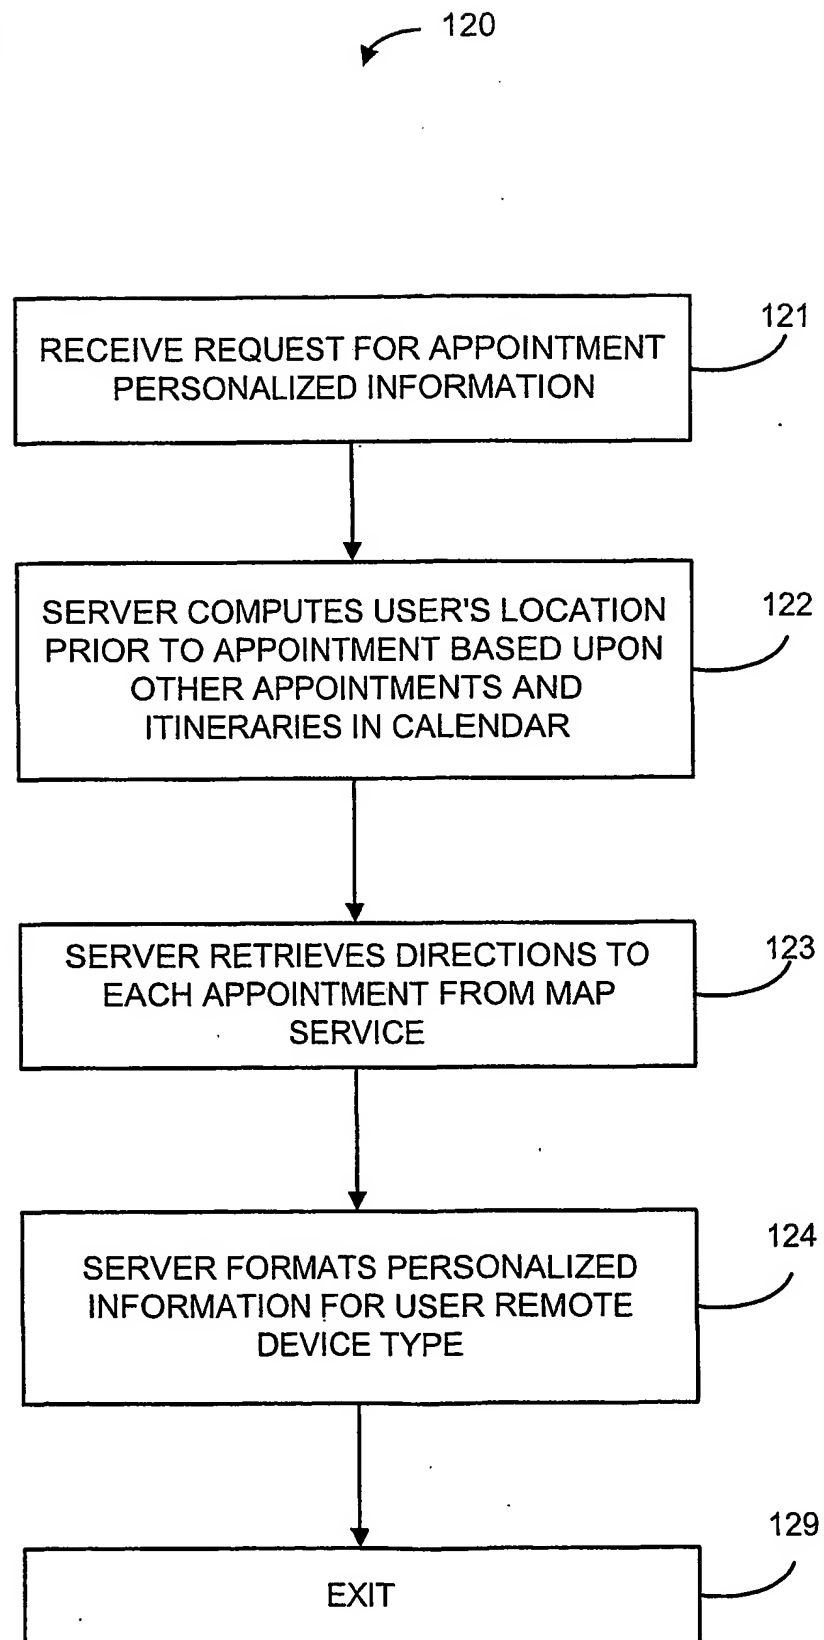 120
121
RECEIVE REQUEST FOR APPOINTMENT
PERSONALIZED INFORMATION
122
SERVER COMPUTES USER'S LOCATION
PRIOR TO APPOINTMENT BASED UPON
OTHER APPOINTMENTS AND
ITINERARIES IN CALENDAR
123
SERVER RETRIEVES DIRECTIONS TO
EACH APPOINTMENT FROM MAP
SERVICE
124
SERVER FORMATS PERSONALIZED
INFORMATION FOR USER REMOTE
DEVICE TYPE
129
EXIT